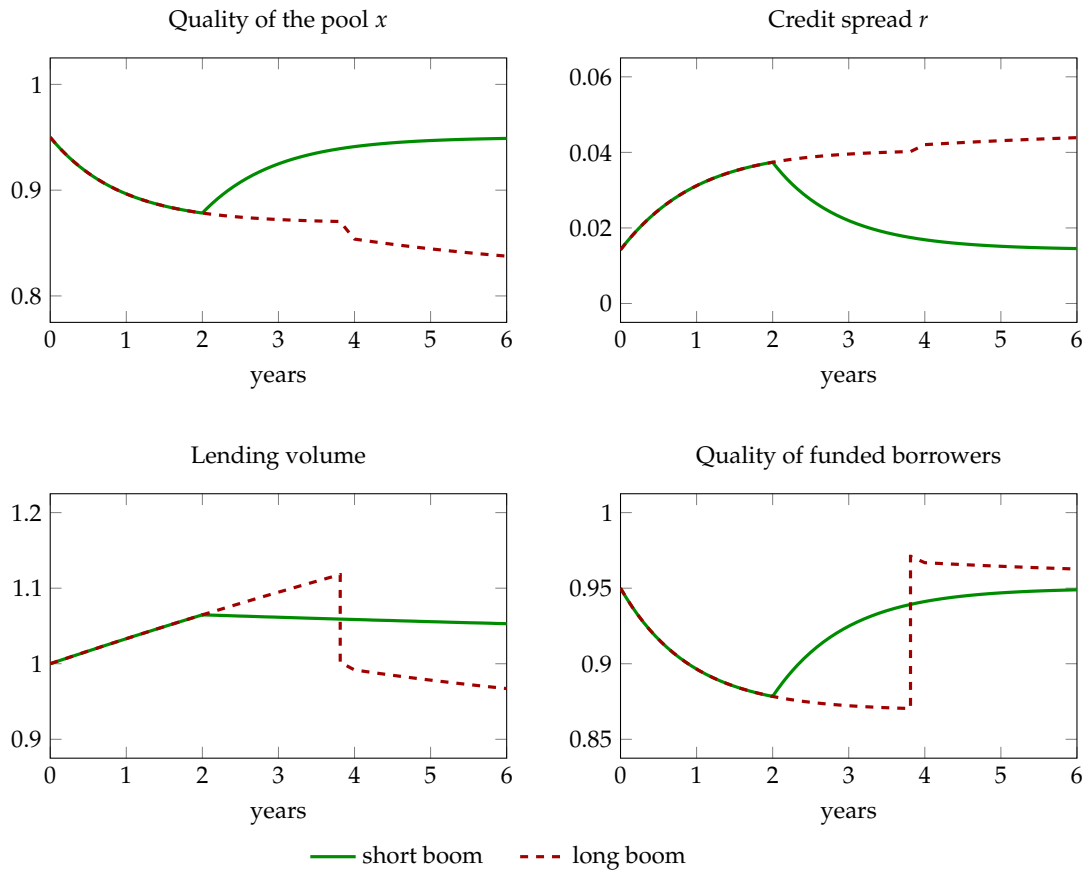 Quality of the pool x
Credit spread r
1
0.9
0.8
0 1 2 3 4 5 6
years
0.06
0.04
0.02
0
0 1 2 3 4 5 6
years
Lending volume
Quality of funded borrowers
1.2
1.1
1
0.9
0 1 2 3 4 5 6
years
1
0.95
0.9
0.85
0 1 2 3 4 5 6
years
short boom
long boom